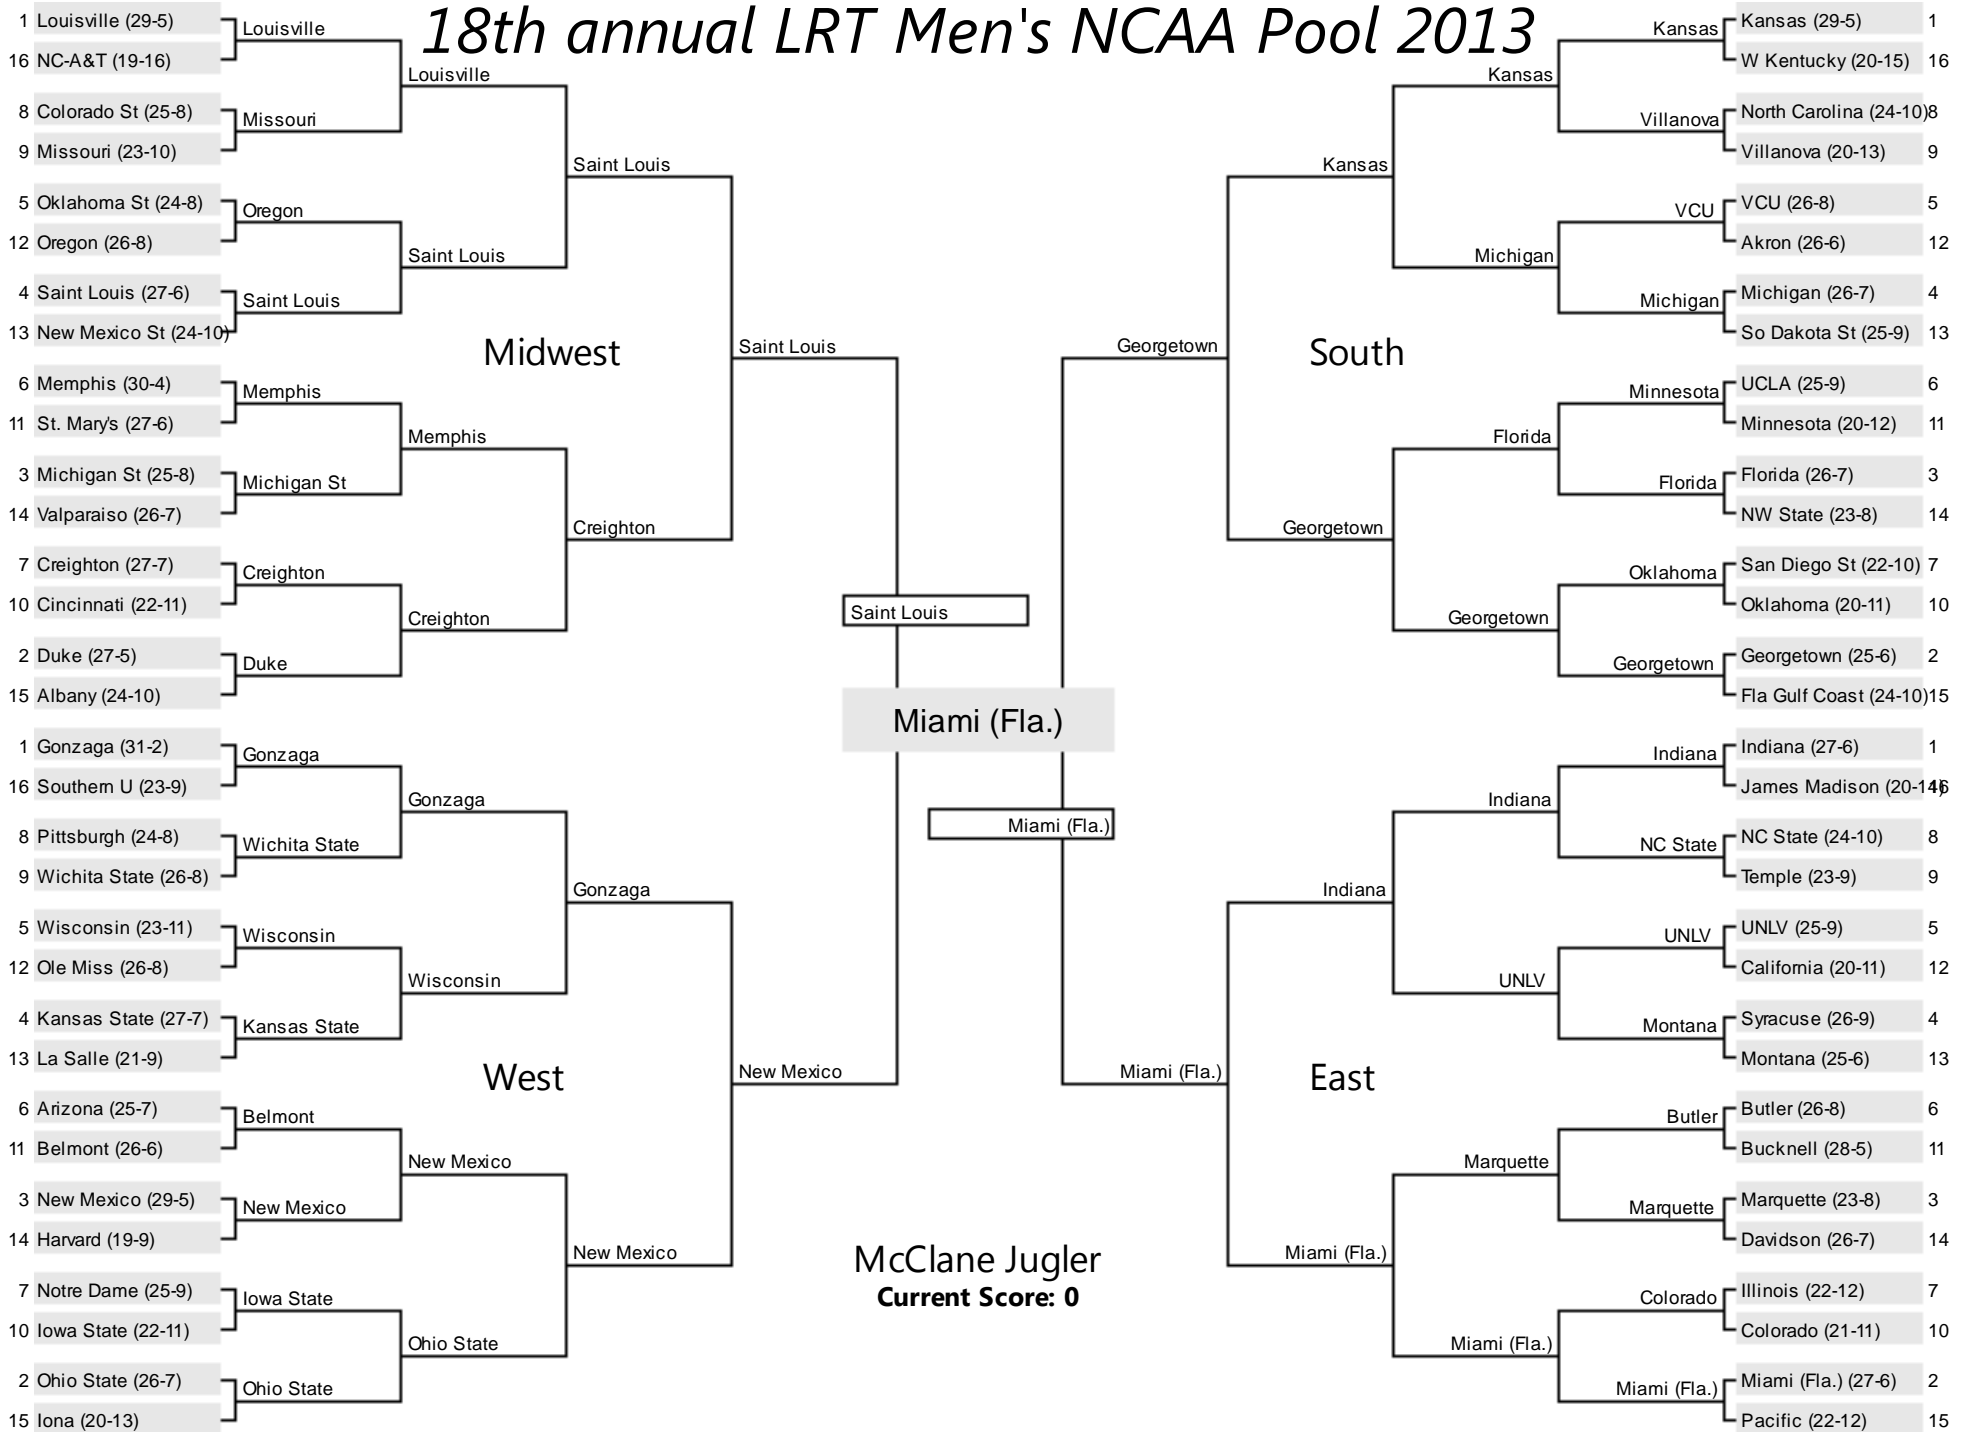 18th annual LRT Men's NCAA Pool 2013
1 Louisville (29-5)
16 NC-A&T (19-16)
8 Colorado St (25-8)
9 Missouri (23-10)
5 Oklahoma St (24-8)
12 Oregon (26-8)
4 Saint Louis (27-6)
13 New Mexico St (24-10)
6 Memphis (30-4)
11 St. Mary's (27-6)
3 Michigan St (25-8)
14 Valparaiso (26-7)
7 Creighton (27-7)
10 Cincinnati (22-11)
2 Duke (27-5)
15 Albany (24-10)
Louisville
Missouri
Oregon
Saint Louis
Memphis
Michigan St
Creighton
Duke
Louisville
Saint Louis
Memphis
Creighton
Saint Louis
Creighton
Midwest
Saint Louis
1 Gonzaga (31-2)
16 Southern U (23-9)
8 Pittsburgh (24-8)
9 Wichita State (26-8)
5 Wisconsin (23-11)
12 Ole Miss (26-8)
4 Kansas State (27-7)
13 La Salle (21-9)
6 Arizona (25-7)
11 Belmont (26-6)
3 New Mexico (29-5)
14 Harvard (19-9)
7 Notre Dame (25-9)
10 Iowa State (22-11)
2 Ohio State (26-7)
15 Iona (20-13)
Gonzaga
Wichita State
Wisconsin
Kansas State
Belmont
New Mexico
Iowa State
Ohio State
Gonzaga
Wisconsin
New Mexico
Ohio State
Gonzaga
New Mexico
West
New Mexico
Saint Louis
Miami (Fla.)
Miami (Fla.)
McClane Jugler
Current Score: 0
Kansas (29-5) 1
W Kentucky (20-15) 16
North Carolina (24-10) 8
Villanova (20-13) 9
VCU (26-8) 5
Akron (26-6) 12
Michigan (26-7) 4
So Dakota St (25-9) 13
UCLA (25-9) 6
Minnesota (20-12) 11
Florida (26-7) 3
NW State (23-8) 14
San Diego St (22-10) 7
Oklahoma (20-11) 10
Georgetown (25-6) 2
Fla Gulf Coast (24-10) 15
Kansas
Villanova
VCU
Michigan
Minnesota
Florida
Oklahoma
Georgetown
Kansas
Michigan
Florida
Georgetown
Kansas
Georgetown
South
Georgetown
Indiana (27-6) 1
James Madison (20-14) 16
NC State (24-10) 8
Temple (23-9) 9
UNLV (25-9) 5
California (20-11) 12
Syracuse (26-9) 4
Montana (25-6) 13
Butler (26-8) 6
Bucknell (28-5) 11
Marquette (23-8) 3
Davidson (26-7) 14
Illinois (22-12) 7
Colorado (21-11) 10
Miami (Fla.) (27-6) 2
Pacific (22-12) 15
Indiana
NC State
UNLV
Montana
Butler
Marquette
Colorado
Miami (Fla.)
Indiana
UNLV
Marquette
Miami (Fla.)
Indiana
Miami (Fla.)
East
Miami (Fla.)